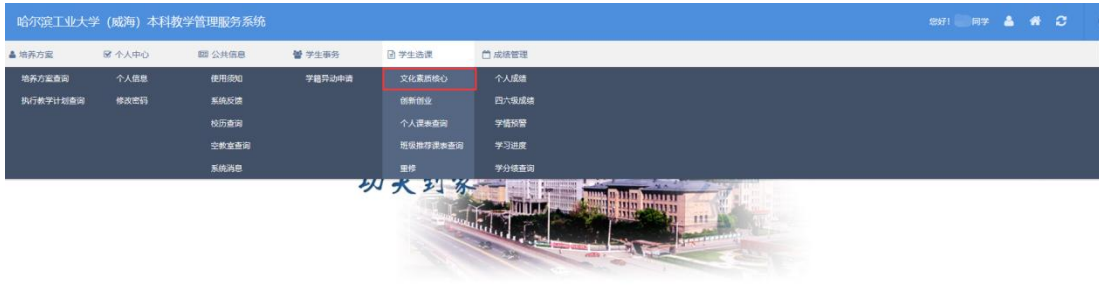 哈尔滨工业大学（威海）本科教学管理服务系统 您好! 同学
培养方案 个人中心 公共信息 学生事务 学生选课 成绩管理
培养方案查询 个人信息 使用须知 学籍异动申请 文化素质核心 个人成绩
执行教学计划查询 修改密码 系统反馈 创新创业 四六级成绩
校历查询 个人课表查询 学情预警
空教室查询 班级推荐课表查询 学习进度
系统消息 重修 学分绩查询
功夫到家